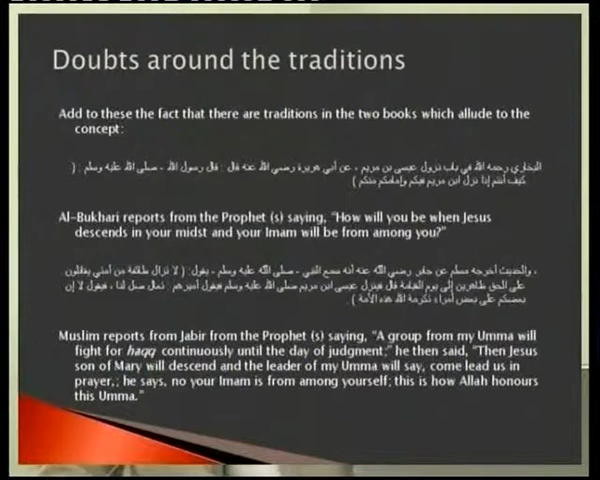 Doubts around the traditions
Add to these the fact that there are traditions in the two books which allude to the
concept:
البخاري رحمه الله في باب نزول عيسى بن مريم ، عن أبي هريرة رضي الله عنه قال : قال رسول الله - صلى الله عليه وسلم : (
كيف أنتم إذا نزل ابن مريم فيكم وإمامكم منكم )
Al-Bukhari reports from the Prophet (s) saying, "How will you be when Jesus
descends in your midst and your Imam will be from among you?"
، والحديث أخرجه مسلم عن جابر رضي الله عنه أنه سمع النبي - صلى الله عليه وسلم - يقول : ( لا تزال طائفة من أمتي يقاتلون
على الحق ظاهرين إلى يوم القيامة قال فينزل عيسى ابن مريم صلى الله عليه وسلم فيقول أميرهم : تعال صل لنا ، فيقول لا إن
بعضكم على بعض أمراء تكرمة الله هذه الأمة ) .
Muslim reports from Jabir from the Prophet (s) saying, "A group from my Umma will
fight for haqq continuously until the day of judgment;" he then said, "Then Jesus
son of Mary will descend and the leader of my Umma will say, come lead us in
prayer,; he says, no your Imam is from among yourself; this is how Allah honours
this Umma."